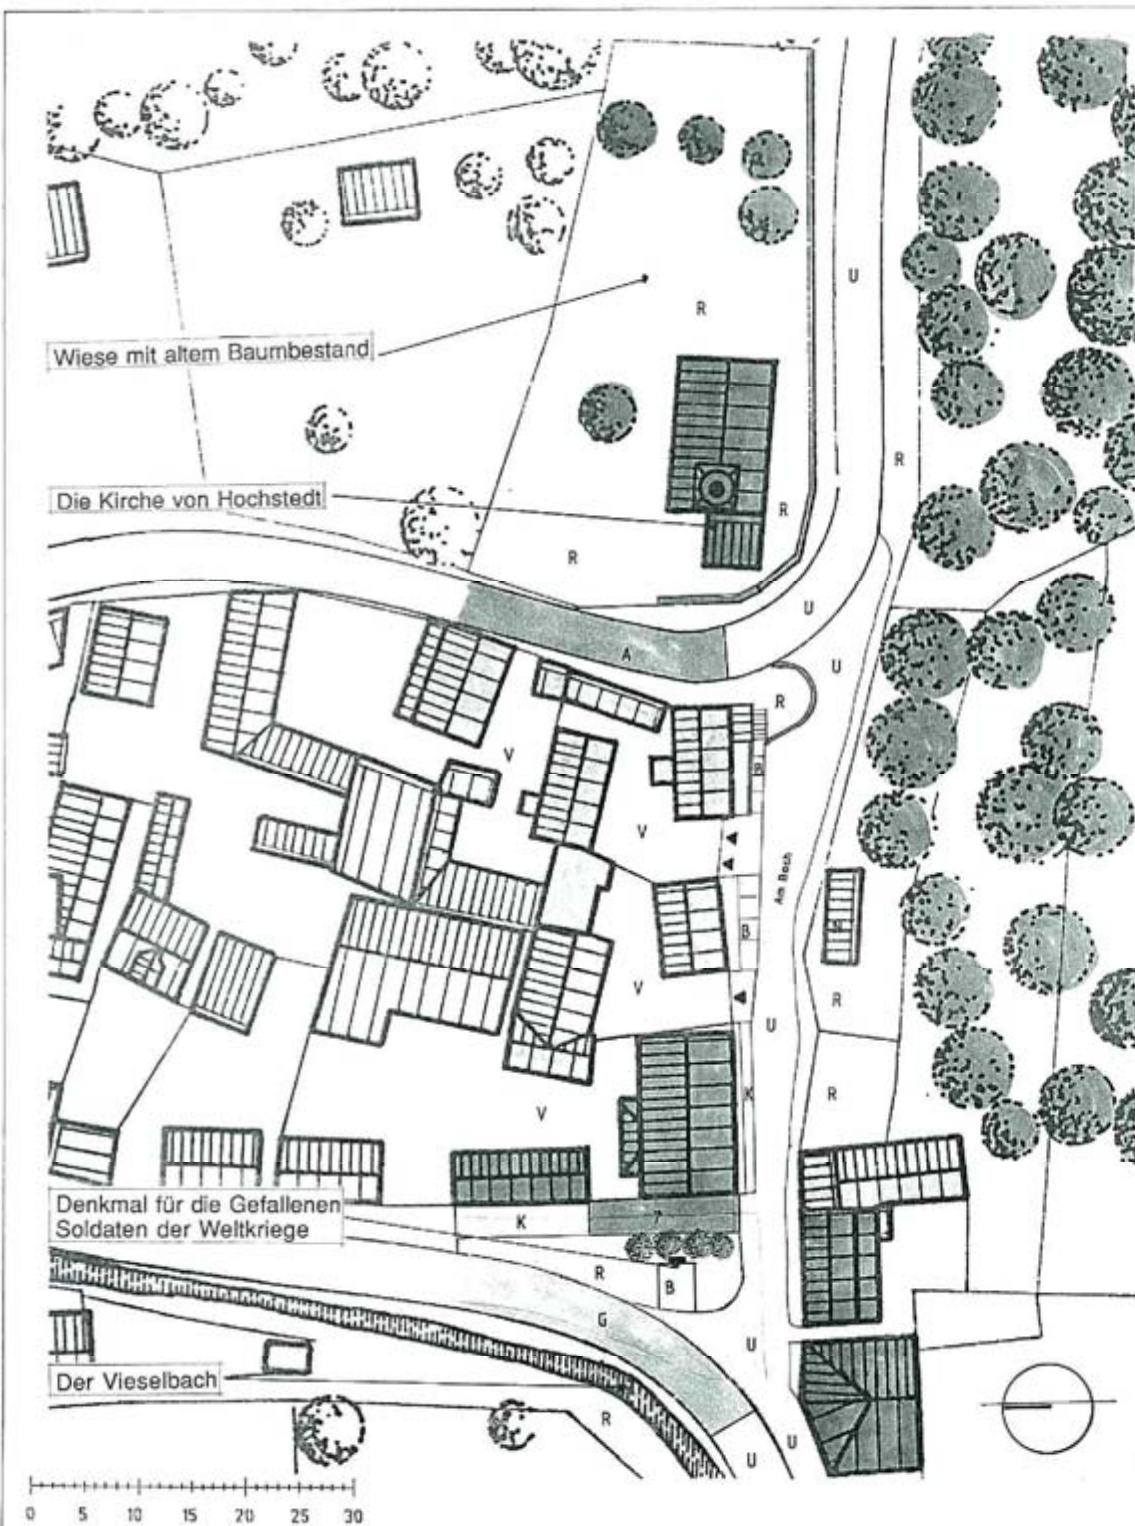 U
R
Wiese mit altem Baumbestand
R
Die Kirche von Hochstedt
R
R
U
A
U
R
V
B
V
Am Bach
B
V
R
U
K
R
V
Denkmal für die Gefallenen
Soldaten der Weltkriege
K
R
B
G
U
Der Vieselbach
R
U
U
0 5 10 15 20 25 30